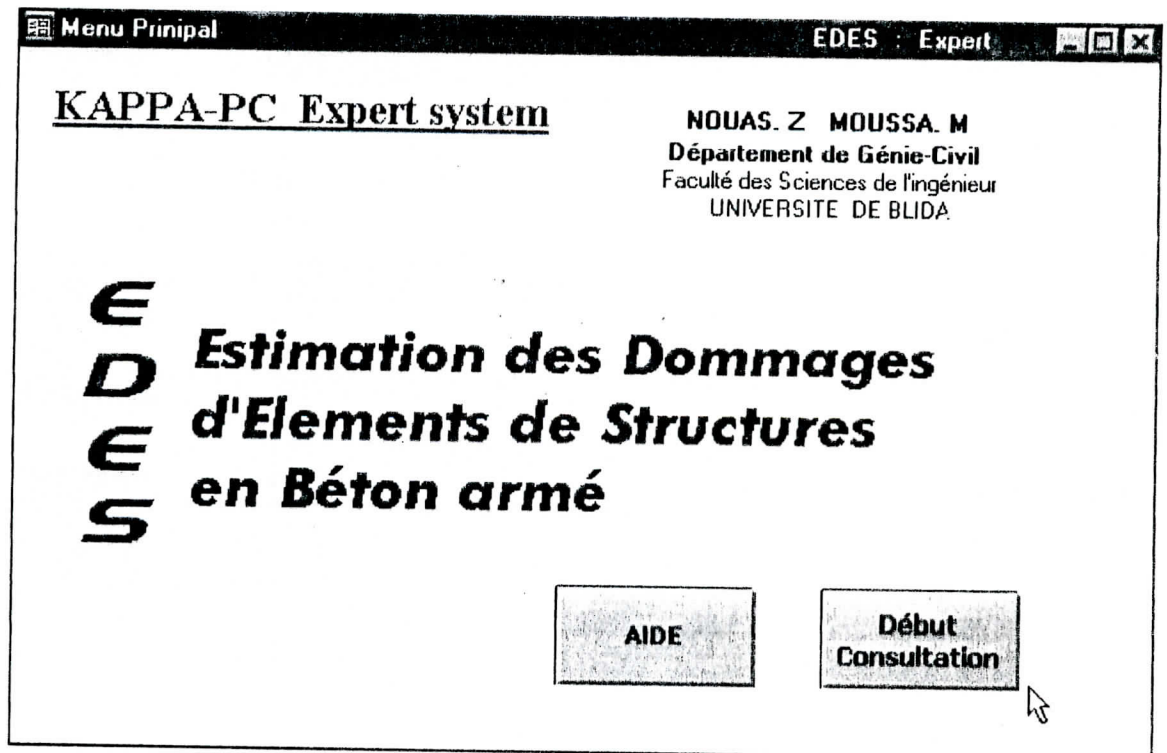 Menu Prinipal
EDES : Expert
KAPPA-PC Expert system
NOUAS. Z MOUSSA. M
Département de Génie-Civil
Faculté des Sciences de l'ingénieur
UNIVERSITE DE BLIDA
E
D
E
S
Estimation des Dommages
d'Elements de Structures
en Béton armé
AIDE
Début
Consultation